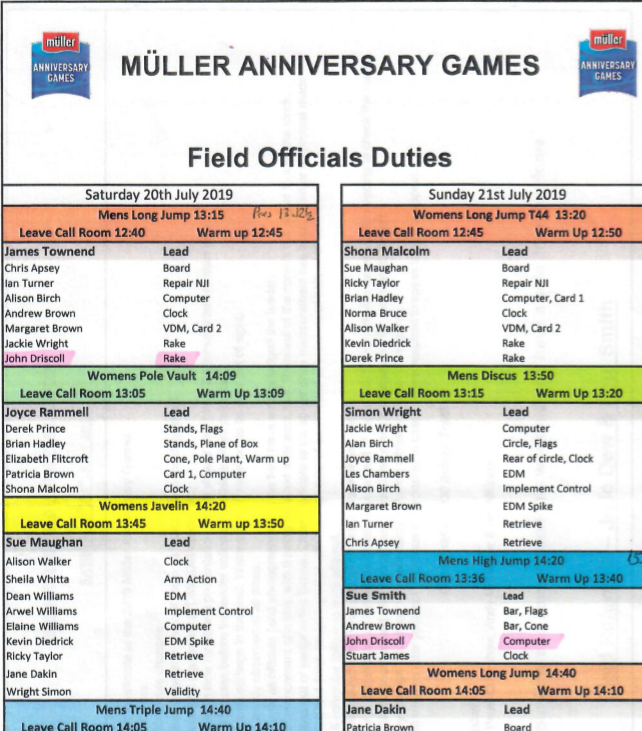 müller
ANNIVERSARY
GAMES
MÜLLER ANNIVERSARY GAMES
müller
ANNIVERSARY
GAMES
Field Officials Duties
Saturday 20th July 2019
Mens Long Jump 13:15
Leave Call Room 12:40 Warm up 12:45
James Townend Lead
Chris Apsey Board
Ian Turner Repair NJI
Alison Birch Computer
Andrew Brown Clock
Margaret Brown VDM, Card 2
Jackie Wright Rake
John Driscoll Rake
Womens Pole Vault 14:09
Leave Call Room 13:05 Warm Up 13:09
Joyce Rammell Lead
Derek Prince Stands, Flags
Brian Hadley Stands, Plane of Box
Elizabeth Flitcroft Cone, Pole Plant, Warm up
Patricia Brown Card 1, Computer
Shona Malcolm Clock
Womens Javelin 14:20
Leave Call Room 13:45 Warm up 13:50
Sue Maughan Lead
Alison Walker Clock
Sheila Whitta Arm Action
Dean Williams EDM
Arwel Williams Implement Control
Elaine Williams Computer
Kevin Diedrick EDM Spike
Ricky Taylor Retrieve
Jane Dakin Retrieve
Wright Simon Validity
Mens Triple Jump 14:40
Leave Call Room 14:05 Warm Up 14:10
Sunday 21st July 2019
Womens Long Jump T44 13:20
Leave Call Room 12:45 Warm Up 12:50
Shona Malcolm Lead
Sue Maughan Board
Ricky Taylor Repair NJI
Brian Hadley Computer, Card 1
Norma Bruce Clock
Alison Walker VDM, Card 2
Kevin Diedrick Rake
Derek Prince Rake
Mens Discus 13:50
Leave Call Room 13:15 Warm Up 13:20
Simon Wright Lead
Jackie Wright Computer
Alan Birch Circle, Flags
Joyce Rammell Rear of circle, Clock
Les Chambers EDM
Alison Birch Implement Control
Margaret Brown EDM Spike
Ian Turner Retrieve
Chris Apsey Retrieve
Mens High Jump 14:20
Leave Call Room 13:36 Warm Up 13:40
Sue Smith Lead
James Townend Bar, Flags
Andrew Brown Bar, Cone
John Driscoll Computer
Stuart James Clock
Womens Long Jump 14:40
Leave Call Room 14:05 Warm Up 14:10
Jane Dakin Lead
Patricia Brown Board